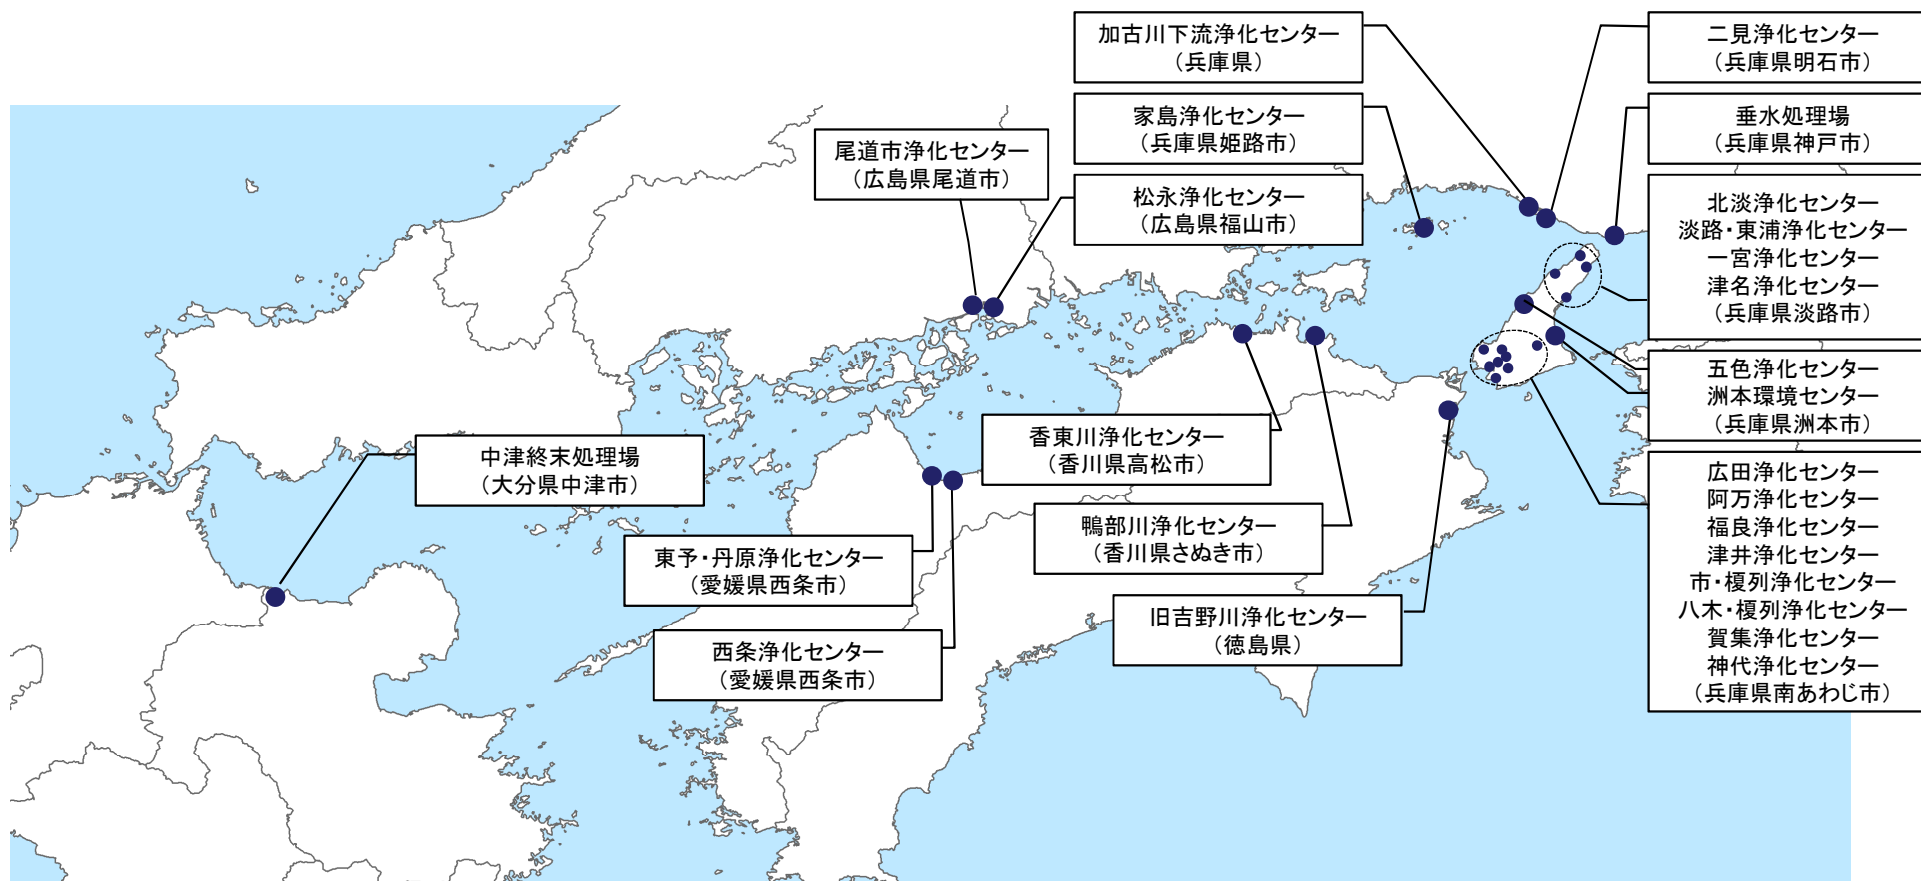 加古川下流浄化センター
(兵庫県)
二見浄化センター
(兵庫県明石市)
家島浄化センター
(兵庫県姫路市)
垂水処理場
(兵庫県神戸市)
尾道市浄化センター
(広島県尾道市)
松永浄化センター
(広島県福山市)
北淡浄化センター
淡路・東浦浄化センター
一宮浄化センター
津名浄化センター
(兵庫県淡路市)
五色浄化センター
洲本環境センター
(兵庫県洲本市)
香東川浄化センター
(香川県高松市)
中津終末処理場
(大分県中津市)
広田浄化センター
阿万浄化センター
福良浄化センター
津井浄化センター
市・榎列浄化センター
八木・榎列浄化センター
賀集浄化センター
神代浄化センター
(兵庫県南あわじ市)
鴨部川浄化センター
(香川県さぬき市)
東予・丹原浄化センター
(愛媛県西条市)
旧吉野川浄化センター
(徳島県)
西条浄化センター
(愛媛県西条市)